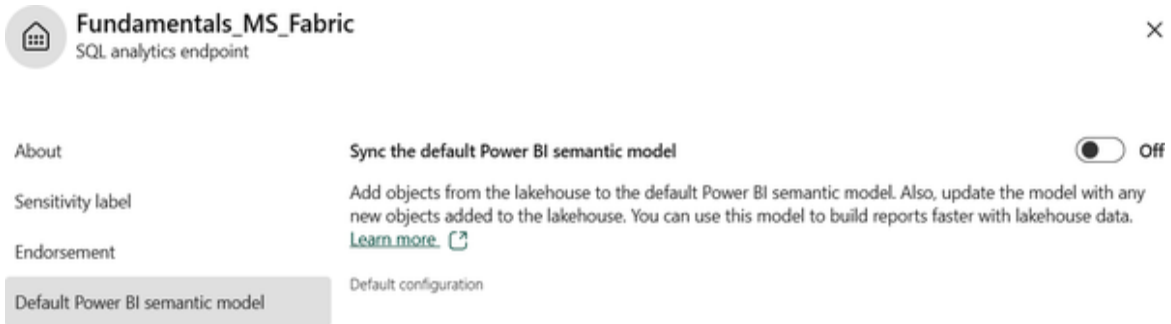 Fundamentals_MS_Fabric
SQL analytics endpoint
About
Sensitivity label
Endorsement
Default Power BI semantic model
Sync the default Power BI semantic model
Off
Add objects from the lakehouse to the default Power BI semantic model. Also, update the model with any
new objects added to the lakehouse. You can use this model to build reports faster with lakehouse data.
Learn more
Default configuration